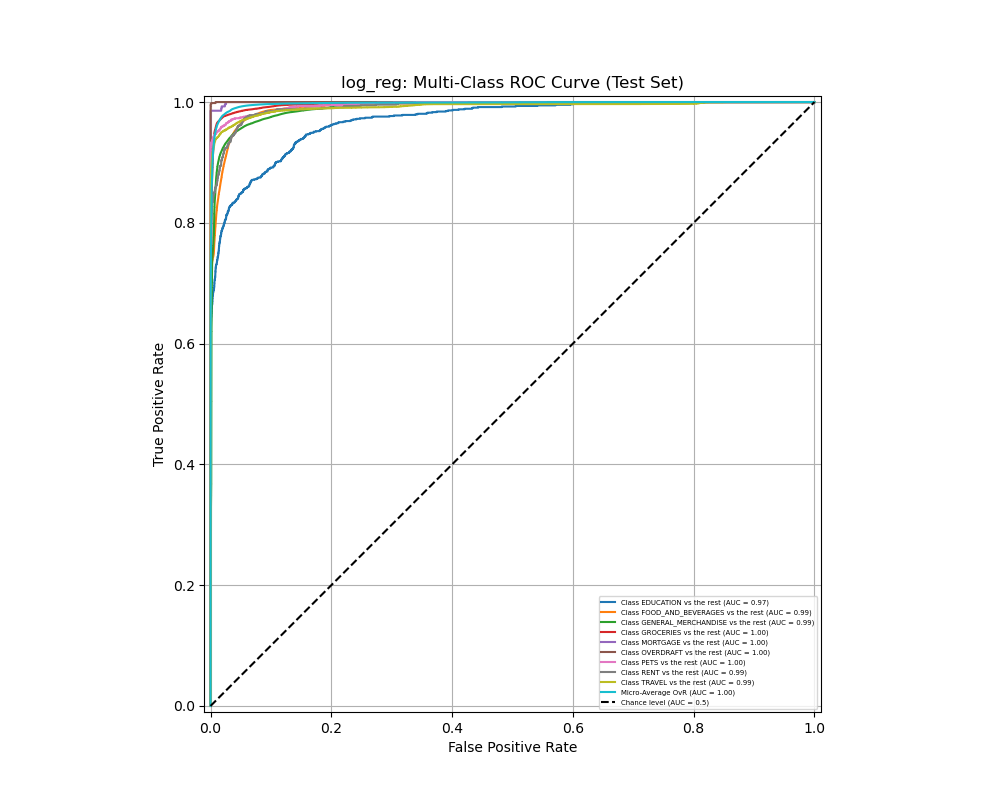 log_reg: Multi-Class ROC Curve (Test Set)
1.0
0.8
0.6
0.4
0.2
0.0
True Positive Rate
0.0 0.2 0.4 0.6 0.8 1.0
False Positive Rate
Class EDUCATION vs the rest (AUC = 0.97)
Class FOOD_AND_BEVERAGES vs the rest (AUC = 0.99)
Class GENERAL_MERCHANDISE vs the rest (AUC = 0.99)
Class GROCERIES vs the rest (AUC = 1.00)
Class MORTGAGE vs the rest (AUC = 1.00)
Class OVERDRAFT vs the rest (AUC = 1.00)
Class PETS vs the rest (AUC = 1.00)
Class RENT vs the rest (AUC = 0.99)
Class TRAVEL vs the rest (AUC = 0.99)
Micro-Average OvR (AUC = 1.00)
Chance level (AUC = 0.5)